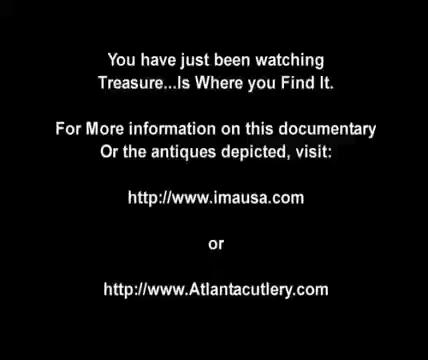 You have just been watching
Treasure...Is Where you Find It.
For More information on this documentary
Or the antiques depicted, visit:
http://www.imausa.com
or
http://www.Atlantacutlery.com